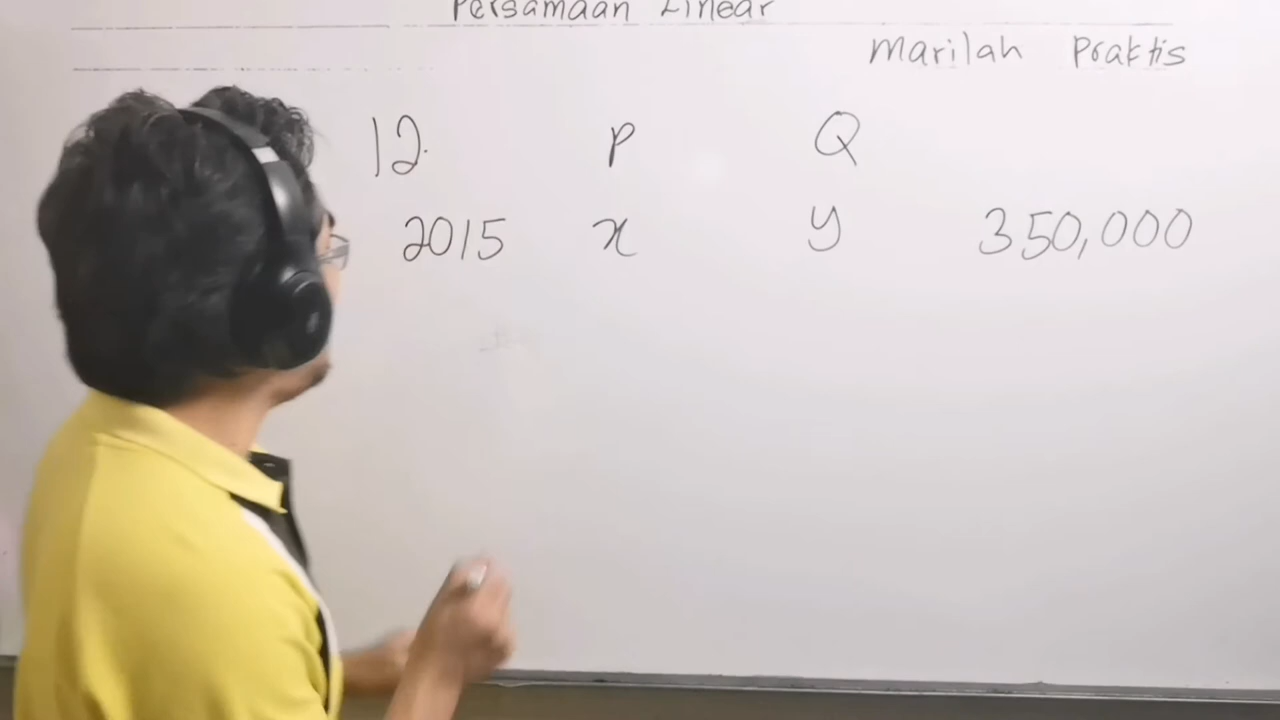 Persamaan Linear
Marilah Praktis
12. P Q
2015 x y 350,000